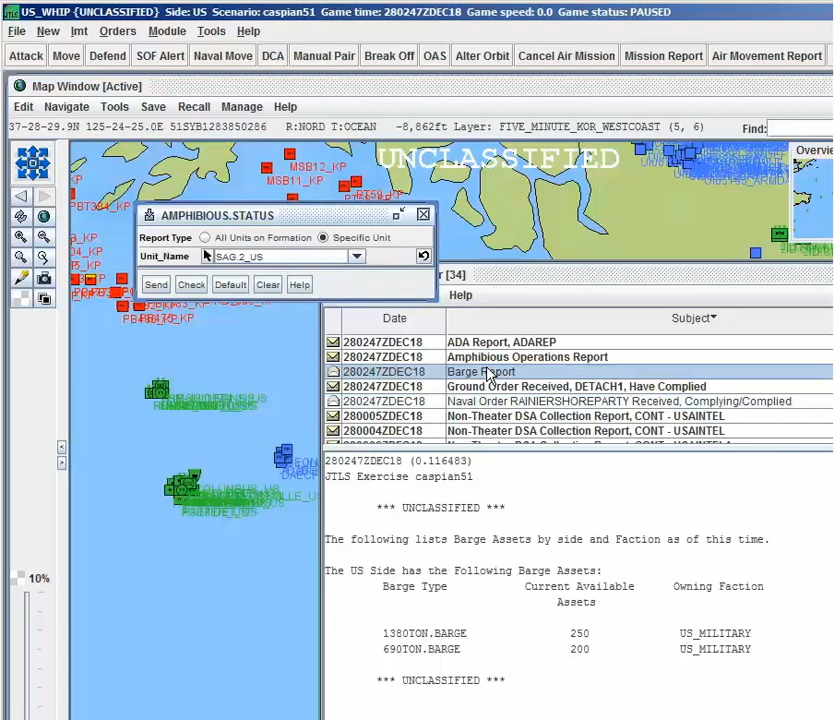 US_WHIP {UNCLASSIFIED} Side: US Scenario: caspian51 Game time: 280247ZDEC18 Game speed: 0.0 Game status: PAUSED
File New Imt Orders Module Tools Help
Attack Move Defend SOF Alert Naval Move DCA Manual Pair Break Off OAS Alter Orbit Cancel Air Mission Mission Report Air Movement Report
Map Window [Active]
Edit Navigate Tools Save Recall Manage Help
37-28-29.9N 125-24-25.0E 51SYB1283850286 R:NORD T:OCEAN -8,862ft Layer: FIVE_MINUTE_KOR_WESTCOAST (5, 6) Find:
UNCLASSIFIED
Overvie
MSB12_KP
MSB11_KP
AMPHIBIOUS.STATUS
Report Type All Units on Formation Specific Unit
Unit_Name SAG.2_US
Send Check Default Clear Help
[34]
Help
Date Subject
280247ZDEC18 ADA Report, ADAREP
280247ZDEC18 Amphibious Operations Report
280247ZDEC18 Barge Report
280247ZDEC18 Ground Order Received, DETACH1, Have Complied
280247ZDEC18 Naval Order RAINIERSHOREPARTY Received, Complying/Complied
280005ZDEC18 Non-Theater DSA Collection Report, CONT - USAINTEL
280004ZDEC18 Non-Theater DSA Collection Report, CONT - USAINTEL
280247ZDEC18 (0.116483)
JTLS Exercise caspian51
*** UNCLASSIFIED ***
The following lists Barge Assets by side and Faction as of this time.
The US Side has the Following Barge Assets:
Barge Type Current Available Owning Faction
Assets
1380TON.BARGE 250 US_MILITARY
690TON.BARGE 200 US_MILITARY
*** UNCLASSIFIED ***
10%